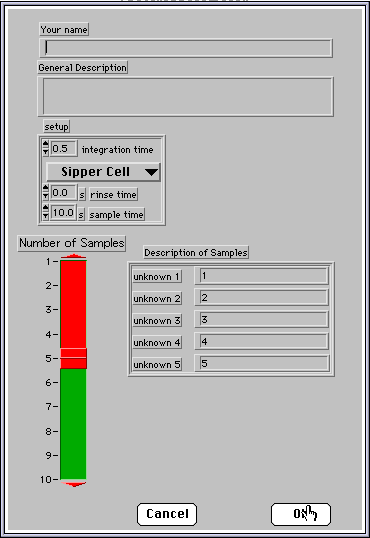 Your name
General Description
setup
0.5 integration time
Sipper Cell
0.0 s rinse time
10.0 s sample time
Number of Samples
1
2
3
4
5
6
7
8
9
10
Description of Samples
unknown 1 1
unknown 2 2
unknown 3 3
unknown 4 4
unknown 5 5
Cancel